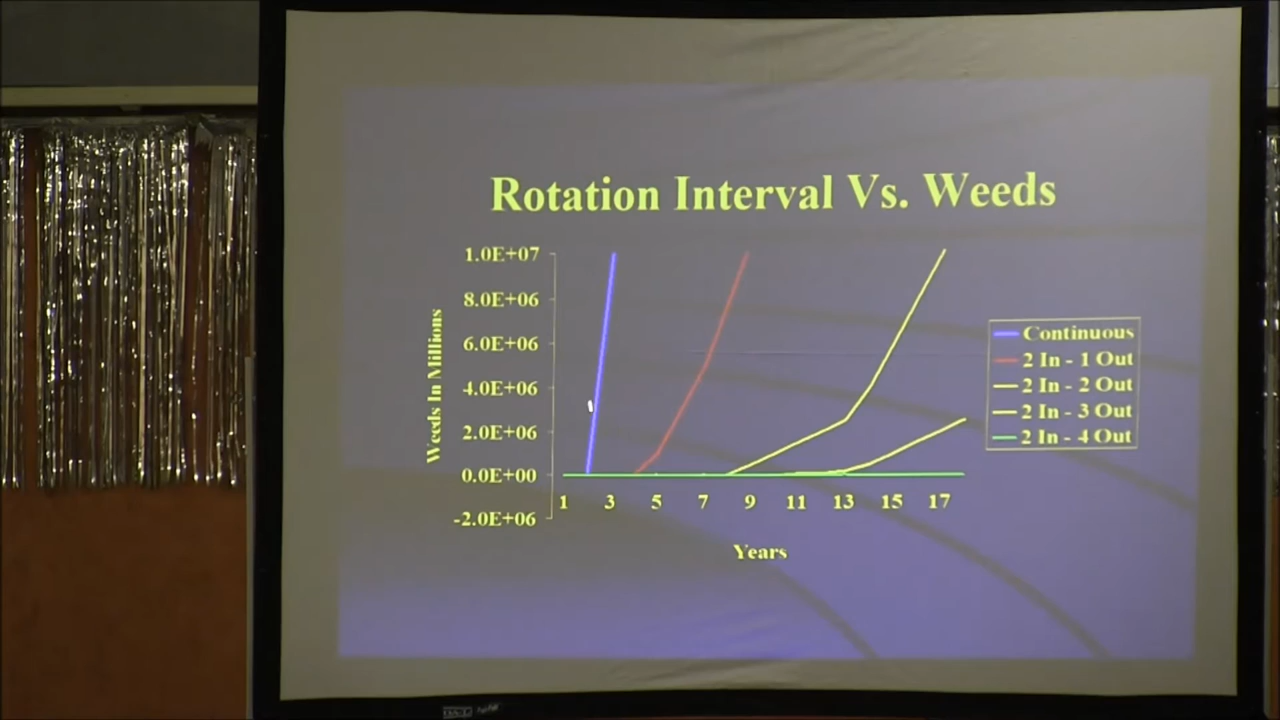 Rotation Interval Vs. Weeds
1.0E+07
8.0E+06
6.0E+06
4.0E+06
2.0E+06
0.0E+00
-2.0E+06
Weeds In Millions
1 3 5 7 9 11 13 15 17
Years
Continuous
2 In - 1 Out
2 In - 2 Out
2 In - 3 Out
2 In - 4 Out